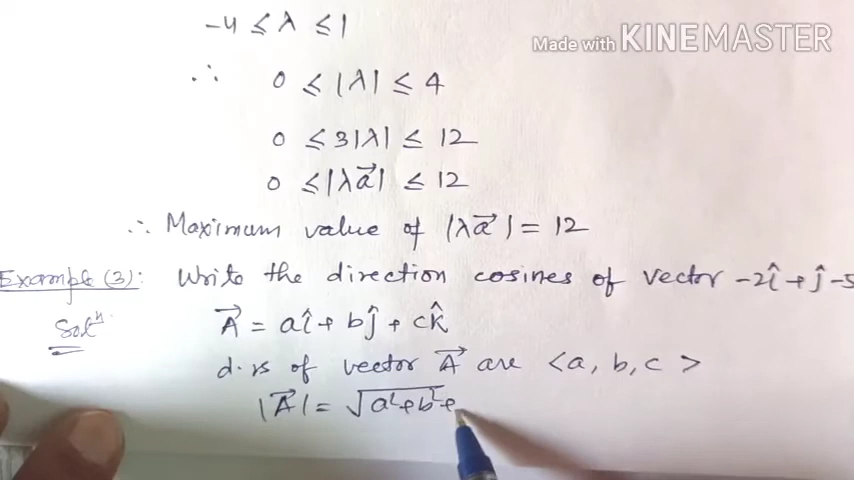 -4 ≤ λ ≤ 1
Made with KINEMASTER
∴ 0 ≤ |λ| ≤ 4
0 ≤ 3|λ| ≤ 12
0 ≤ |λa⃗| ≤ 12
∴ Maximum value of |λa⃗| = 12
Example (3): Write the direction cosines of vector -2î + ĵ - 5
Solⁿ. A⃗ = aî + bĵ + ck̂
d.rs of vector A⃗ are <a, b, c>
|A⃗| = √a²+b²+